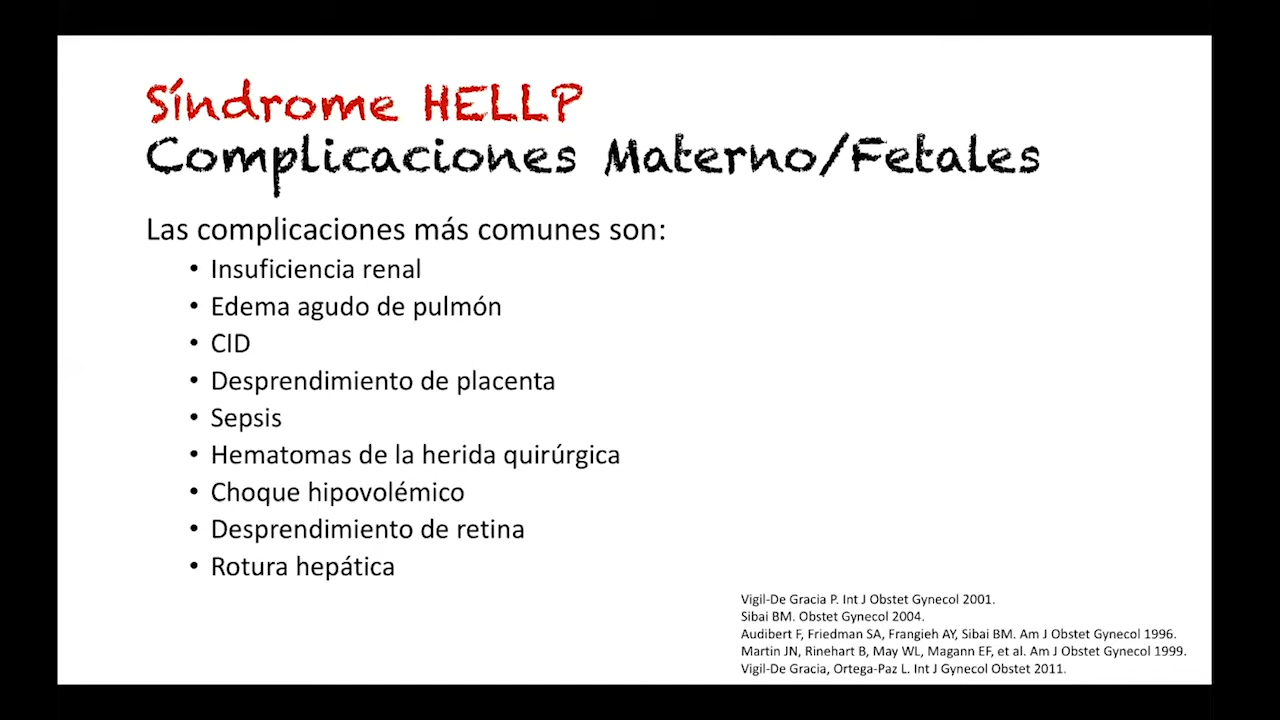 Síndrome HELLP
Complicaciones Materno/Fetales
Las complicaciones más comunes son:
• Insuficiencia renal
• Edema agudo de pulmón
• CID
• Desprendimiento de placenta
• Sepsis
• Hematomas de la herida quirúrgica
• Choque hipovolémico
• Desprendimiento de retina
• Rotura hepática
Vigil-De Gracia P. Int J Obstet Gynecol 2001.
Sibai BM. Obstet Gynecol 2004.
Audibert F, Friedman SA, Frangieh AY, Sibai BM. Am J Obstet Gynecol 1996.
Martin JN, Rinehart B, May WL, Magann EF, et al. Am J Obstet Gynecol 1999.
Vigil-De Gracia, Ortega-Paz L. Int J Gynecol Obstet 2011.